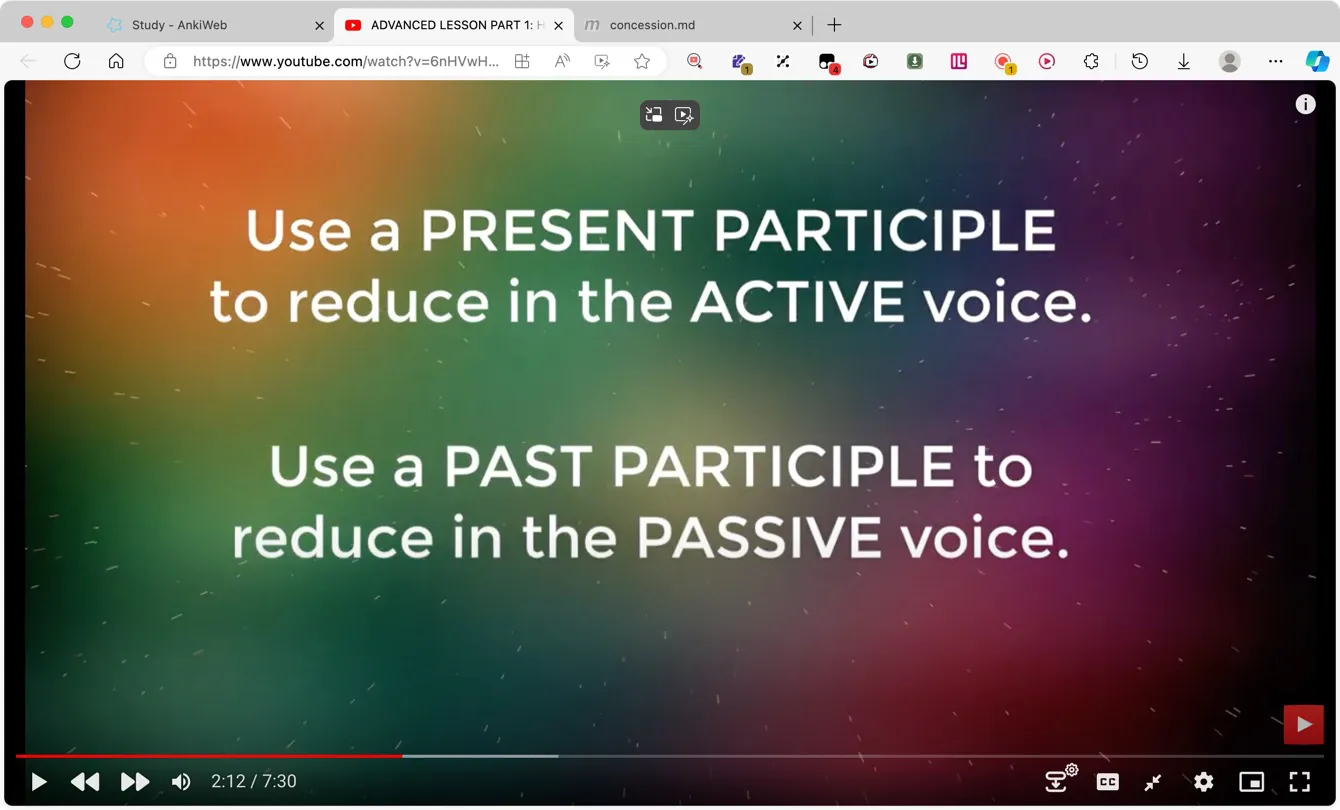 Study - AnkiWeb
ADVANCED LESSON PART 1: H
concession.md
https://www.youtube.com/watch?v=6nHVwH...
1
4
1
Use a PRESENT PARTICIPLE
to reduce in the ACTIVE voice.
Use a PAST PARTICIPLE to
reduce in the PASSIVE voice.
2:12 / 7:30
CC